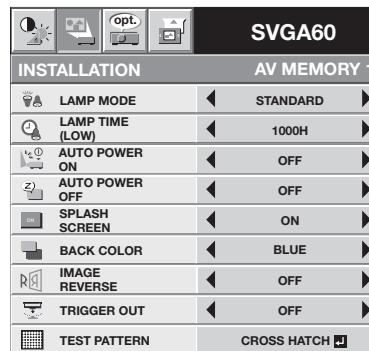 opt.
SVGA60
INSTALLATION AV MEMORY 1
LAMP MODE STANDARD
LAMP TIME
(LOW) 1000H
AUTO POWER
ON OFF
AUTO POWER
OFF OFF
SPLASH
SCREEN ON
BACK COLOR BLUE
IMAGE
REVERSE OFF
TRIGGER OUT OFF
TEST PATTERN CROSS HATCH